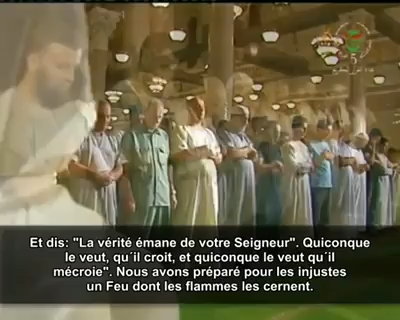 Et dis: "La vérité émane de votre Seigneur". Quiconque
le veut, qu´il croit, et quiconque le veut qu´il
mécroie". Nous avons préparé pour les injustes
un Feu dont les flammes les cernent.